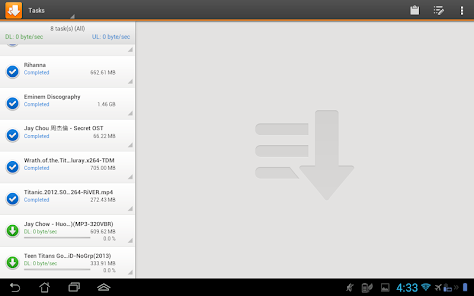 Tasks
8 task(s) (All)
DL: 0 byte/sec UL: 0 byte/sec
Rihanna
Completed 662.61 MB
Eminem Discography
Completed 1.46 GB
Jay Chou 周杰倫 - Secret OST
Completed 66.22 MB
Wrath.of.the.Tit...luray.x264-TDM
Completed 705.00 MB
Titanic.2012.S0...264-RiVER.mp4
Completed 272.43 MB
Jay Chow - Huo...)(MP3-320VBR)
DL: 0 byte/sec 609.62 MB
0.0 %
Teen Titans Go...iD-NoGrp(2013)
DL: 0 byte/sec 333.91 MB
0.0 %
4:33